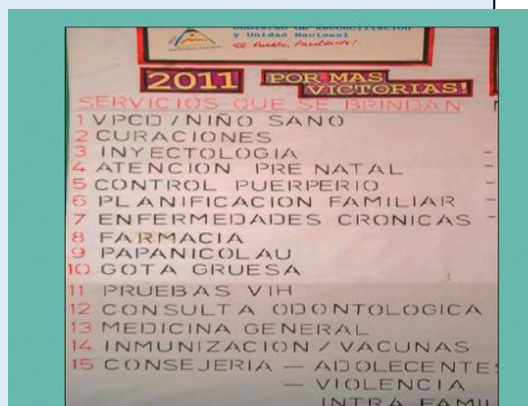 Gobierno de Reconciliación
y Unidad Nacional
El Pueblo, Presidente!
2011 POR MAS
VICTORIAS!
SERVICIOS QUE SE BRINDAN
1 VPCD/NIÑO SANO
2 CURACIONES
3 INYECTOLOGIA
4 ATENCION PRE NATAL
5 CONTROL PUERPERIO
6 PLANIFICACION FAMILIAR
7 ENFERMEDADES CRONICAS
8 FARMACIA
9 PAPANICOLAU
10 GOTA GRUESA
11 PRUEBAS VIH
12 CONSULTA ODONTOLOGICA
13 MEDICINA GENERAL
14 INMUNIZACION / VACUNAS
15 CONSEJERIA — ADOLECENTES
— VIOLENCIA
INTRA FAMI